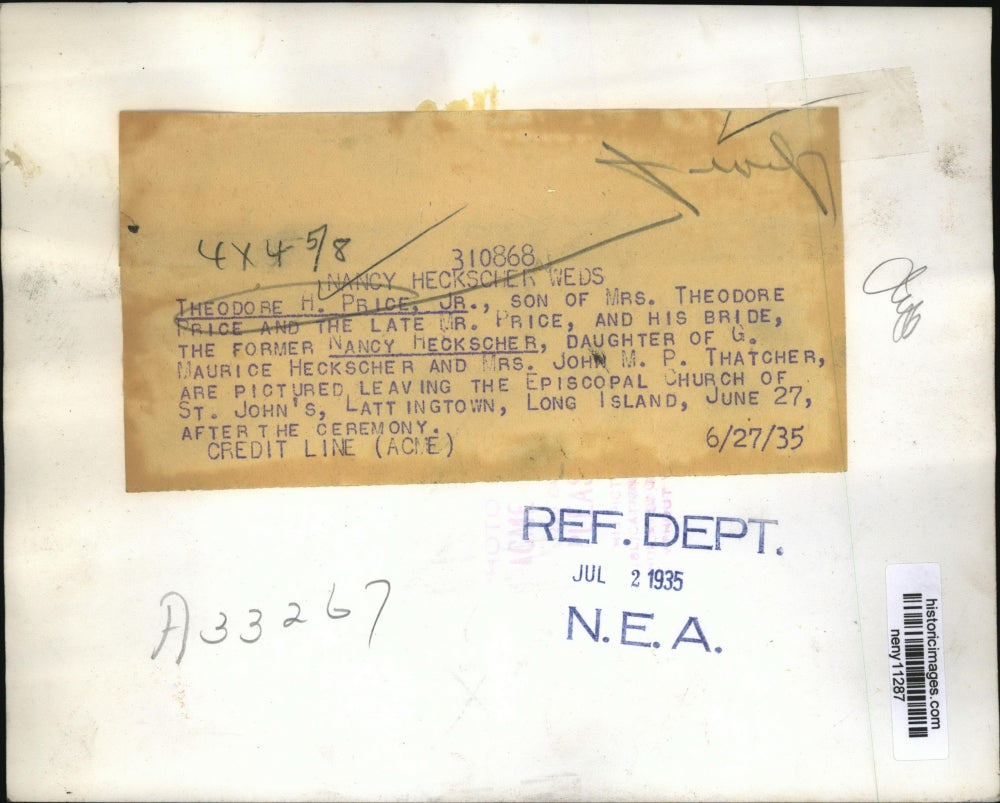 4 X 4-5/8
310868
NANCY HECKSCHER WEDS
THEODORE H. PRICE, JR., SON OF MRS. THEODORE
PRICE AND THE LATE MR. PRICE, AND HIS BRIDE,
THE FORMER NANCY HECKSCHER, DAUGHTER OF G.
MAURICE HECKSCHER AND MRS. JOHN M. P. THATCHER,
ARE PICTURED LEAVING THE EPISCOPAL CHURCH OF
ST. JOHN'S, LATTINGTOWN, LONG ISLAND, JUNE 27,
AFTER THE CEREMONY.
CREDIT LINE (ACME) 6/27/35
REF. DEPT.
JUL 2 1935
N.E.A.
A33267
historicimages.com
neny11287